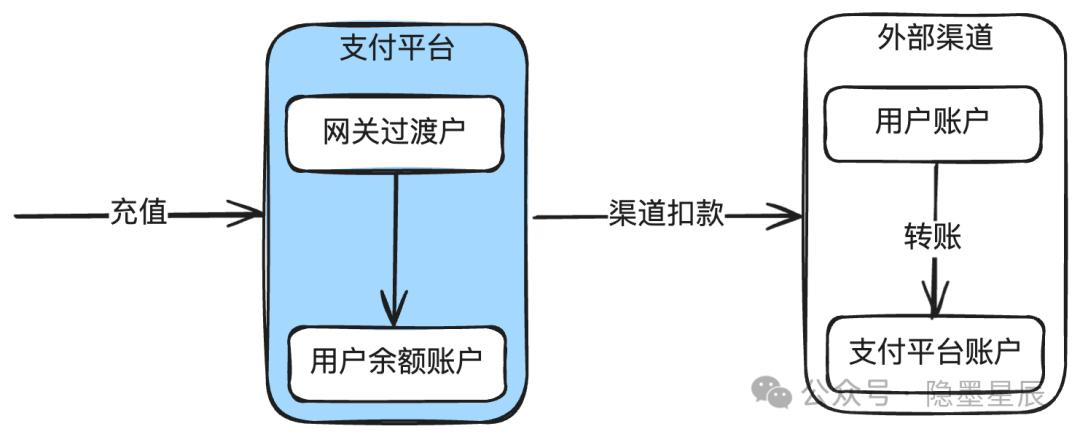 支付平台
网关过渡户
充值
用户余额账户
渠道扣款
外部渠道
用户账户
转账
支付平台账户
公众号 · 隐墨星辰